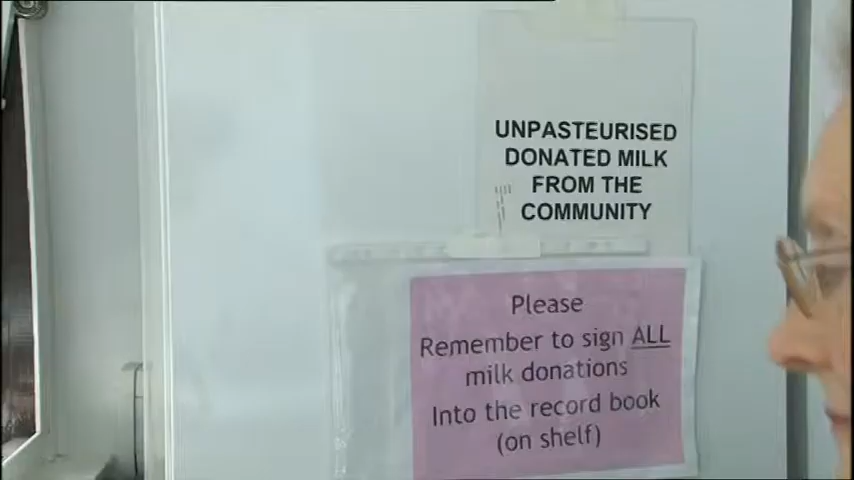 UNPASTEURISED
DONATED MILK
FROM THE
COMMUNITY
Please
Remember to sign ALL
milk donations
Into the record book
(on shelf)